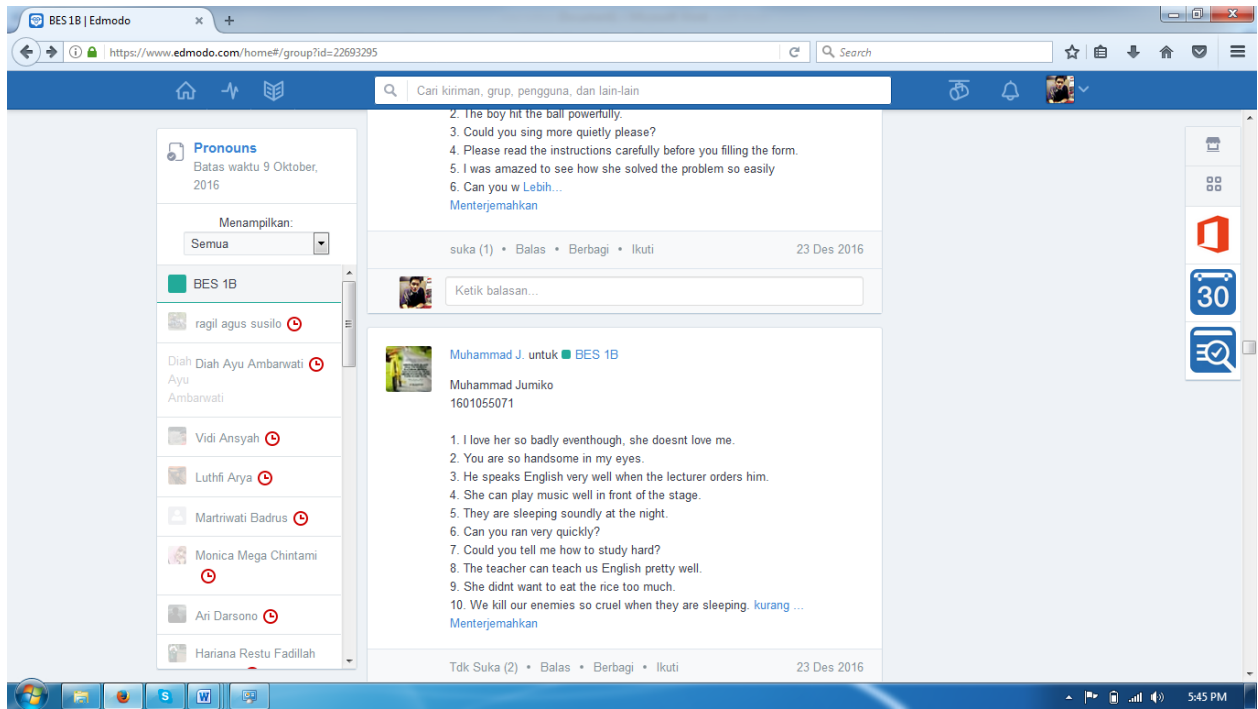 BES 1B | Edmodo
https://www.edmodo.com/home#/group?id=22693295
Search
Cari kiriman, grup, pengguna, dan lain-lain
Pronouns
Batas waktu 9 Oktober,
2016
Menampilkan:
Semua
BES 1B
ragil agus susilo
Diah Ayu Ambarwati
Diah
Ayu
Ambarwati
Vidi Ansyah
Luthfi Arya
Martriwati Badrus
Monica Mega Chintami
Ari Darsono
Hariana Restu Fadillah
2. The boy hit the ball powerfully.
3. Could you sing more quietly please?
4. Please read the instructions carefully before you filling the form.
5. I was amazed to see how she solved the problem so easily
6. Can you w Lebih...
Menterjemahkan
suka (1) • Balas • Berbagi • Ikuti 23 Des 2016
Ketik balasan...
Muhammad J. untuk BES 1B
Muhammad Jumiko
1601055071
1. I love her so badly eventhough, she doesnt love me.
2. You are so handsome in my eyes.
3. He speaks English very well when the lecturer orders him.
4. She can play music well in front of the stage.
5. They are sleeping soundly at the night.
6. Can you ran very quickly?
7. Could you tell me how to study hard?
8. The teacher can teach us English pretty well.
9. She didnt want to eat the rice too much.
10. We kill our enemies so cruel when they are sleeping. kurang ...
Menterjemahkan
Tdk Suka (2) • Balas • Berbagi • Ikuti 23 Des 2016
30
5:45 PM